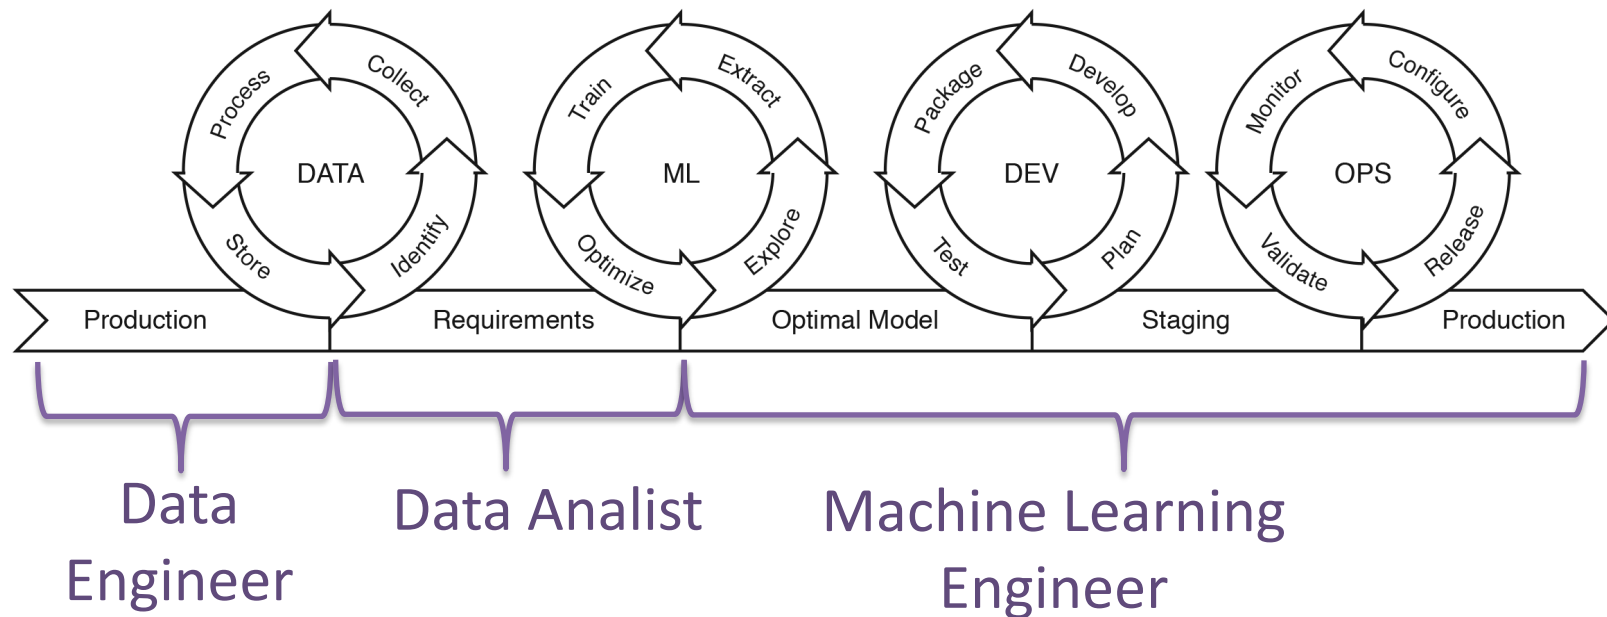 Process
Collect
Store
Identify
DATA
Train
Extract
Optimize
Explore
ML
Package
Develop
Test
Plan
DEV
Monitor
Configure
Validate
Release
OPS
Production
Requirements
Optimal Model
Staging
Production
Data
Engineer
Data Analist
Machine Learning
Engineer